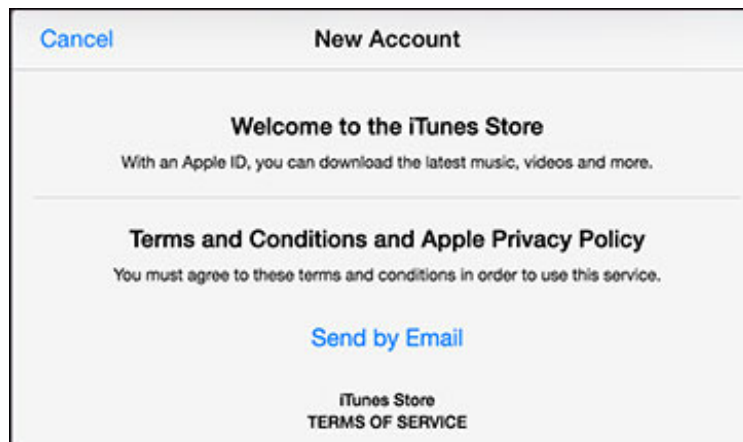 Cancel New Account
Welcome to the iTunes Store
With an Apple ID, you can download the latest music, videos and more.
Terms and Conditions and Apple Privacy Policy
You must agree to these terms and conditions in order to use this service.
Send by Email
iTunes Store
TERMS OF SERVICE